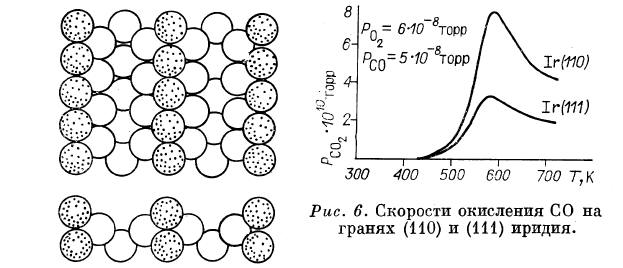 8
P_O₂ = 6·10⁻⁸ торр
P_CO = 5·10⁻⁸ торр
6
4
2
P_CO₂ · 10¹⁰, торр
Ir(110)
Ir(111)
300 400 500 600 700 T, K
Рис. 6. Скорости окисления CO на
гранях (110) и (111) иридия.